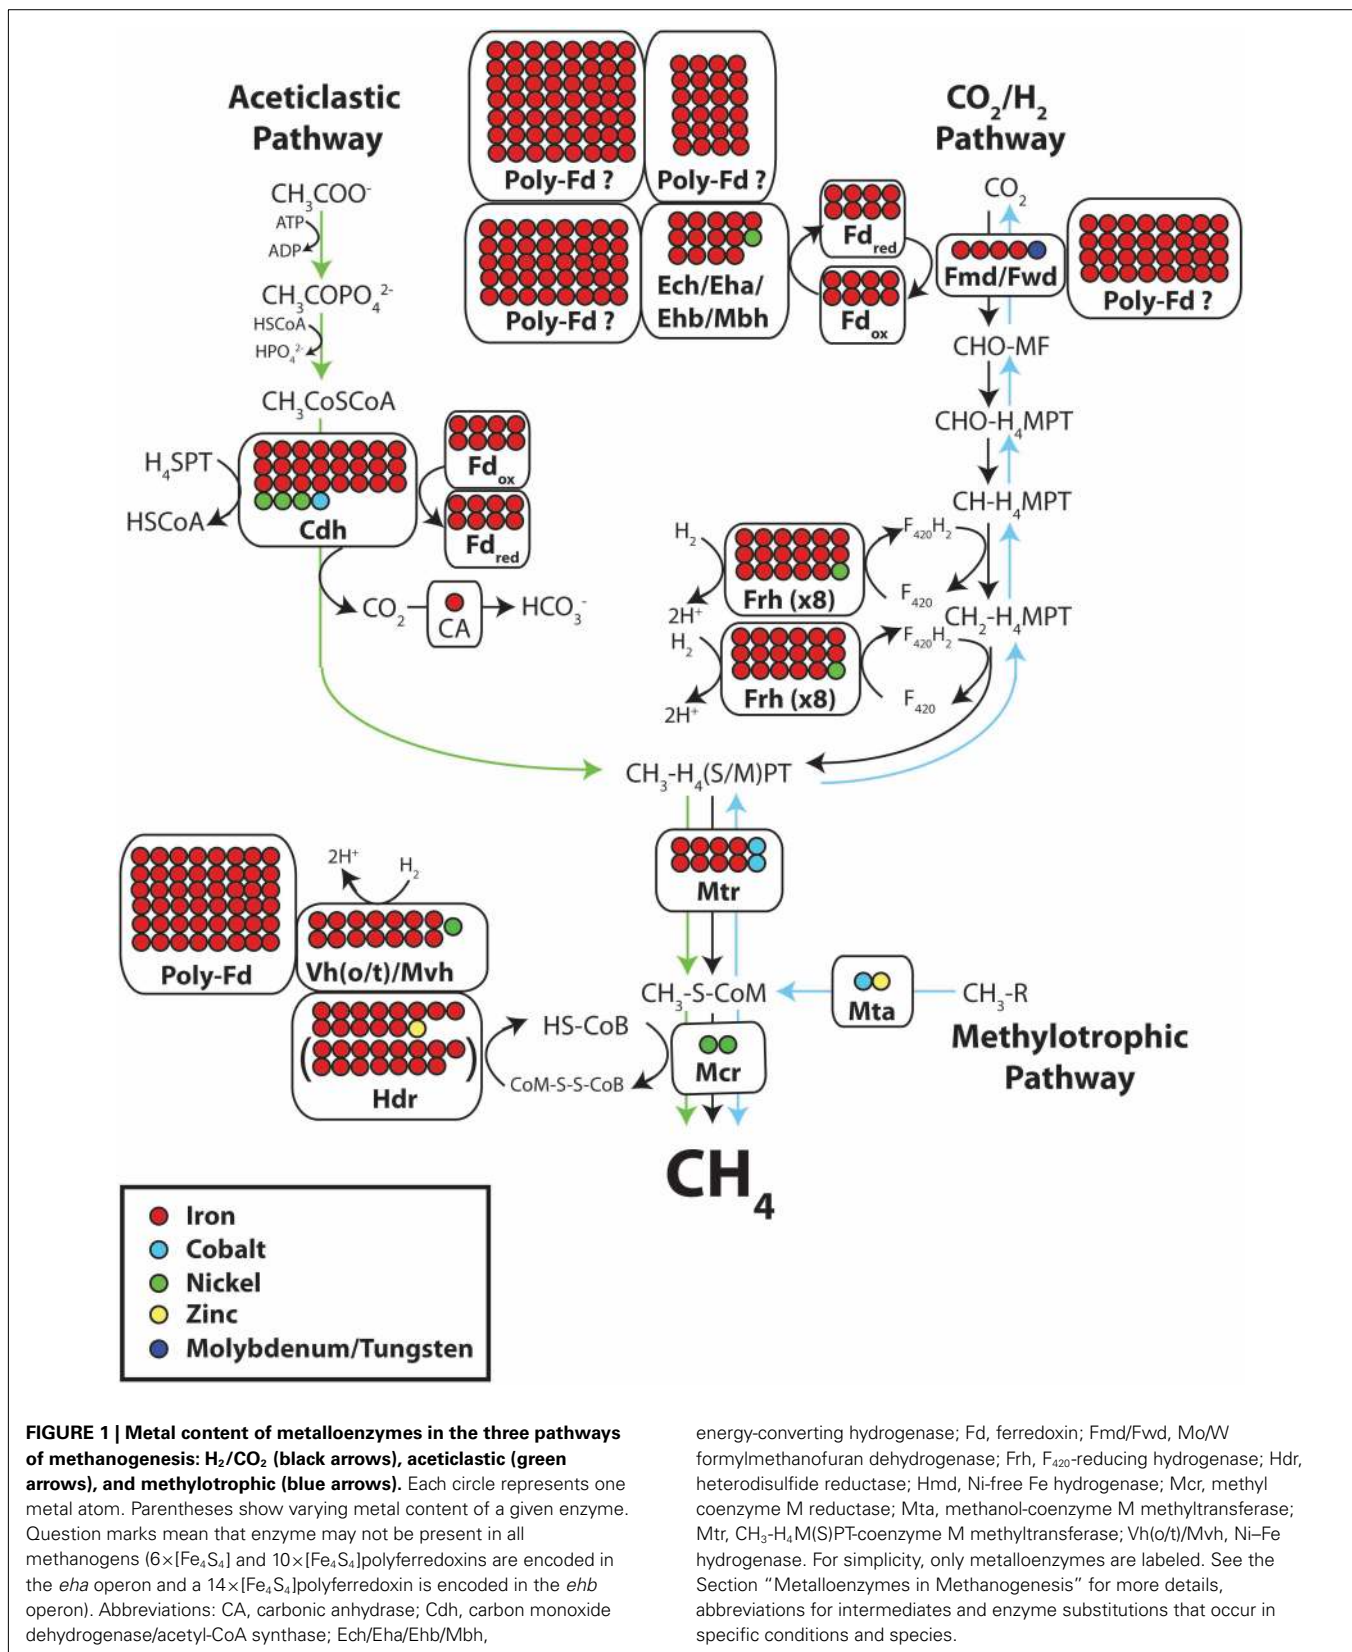 Aceticlastic
Pathway
CO2/H2
Pathway
Poly-Fd ?
Poly-Fd ?
Poly-Fd ?
Ech/Eha/
Ehb/Mbh
Fdred
Fdox
CO2
Fmd/Fwd
Poly-Fd ?
CHO-MF
CHO-H4MPT
CH-H4MPT
CH2-H4MPT
CH3COO-
ATP
ADP
CH3COPO4 2-
HSCoA
HPO4 2-
CH3CoSCoA
H4SPT
HSCoA
Cdh
Fdox
Fdred
CO2
CA
HCO3-
H2
2H+
Frh (x8)
F420H2
F420
H2
2H+
Frh (x8)
F420H2
F420
CH3-H4(S/M)PT
Mtr
Poly-Fd
2H+
H2
Vh(o/t)/Mvh
( )
Hdr
HS-CoB
CoM-S-S-CoB
CH3-S-CoM
Mcr
Mta
CH3-R
Methylotrophic
Pathway
CH4
Iron
Cobalt
Nickel
Zinc
Molybdenum/Tungsten
FIGURE 1 | Metal content of metalloenzymes in the three pathways
of methanogenesis: H2/CO2 (black arrows), aceticlastic (green
arrows), and methylotrophic (blue arrows). Each circle represents one
metal atom. Parentheses show varying metal content of a given enzyme.
Question marks mean that enzyme may not be present in all
methanogens (6×[Fe4S4] and 10×[Fe4S4]polyferredoxins are encoded in
the eha operon and a 14×[Fe4S4]polyferredoxin is encoded in the ehb
operon). Abbreviations: CA, carbonic anhydrase; Cdh, carbon monoxide
dehydrogenase/acetyl-CoA synthase; Ech/Eha/Ehb/Mbh,
energy-converting hydrogenase; Fd, ferredoxin; Fmd/Fwd, Mo/W
formylmethanofuran dehydrogenase; Frh, F420-reducing hydrogenase; Hdr,
heterodisulfide reductase; Hmd, Ni-free Fe hydrogenase; Mcr, methyl
coenzyme M reductase; Mta, methanol-coenzyme M methyltransferase;
Mtr, CH3-H4M(S)PT-coenzyme M methyltransferase; Vh(o/t)/Mvh, Ni–Fe
hydrogenase. For simplicity, only metalloenzymes are labeled. See the
Section “Metalloenzymes in Methanogenesis” for more details,
abbreviations for intermediates and enzyme substitutions that occur in
specific conditions and species.